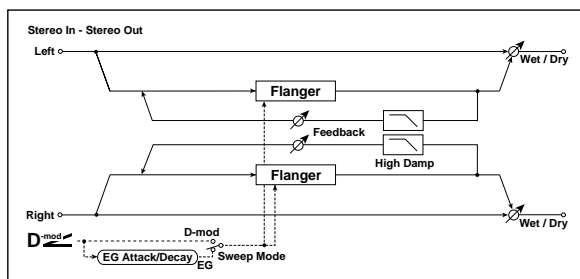 Stereo In - Stereo Out
Left
Wet / Dry
Flanger
Feedback
High Damp
Flanger
Right
Wet / Dry
D-mod
D-mod
EG Attack/Decay
EG
Sweep Mode